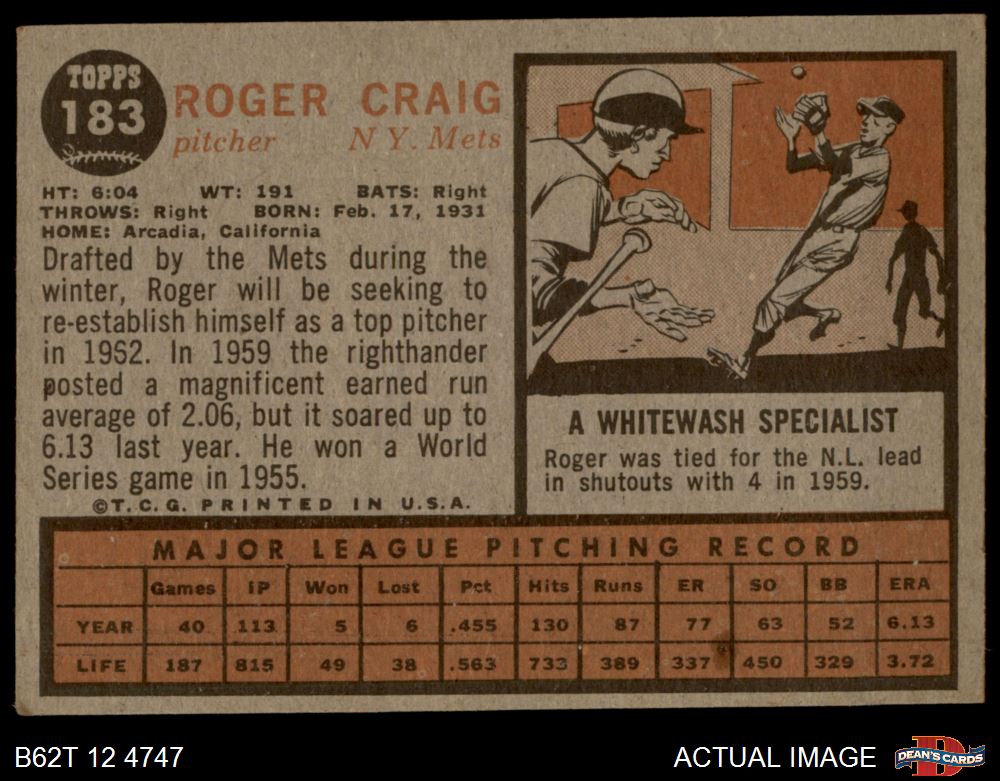 TOPPS
183
ROGER CRAIG
pitcher N Y. Mets
HT: 6:04 WT: 191 BATS: Right
THROWS: Right BORN: Feb. 17, 1931
HOME: Arcadia, California
Drafted by the Mets during the
winter, Roger will be seeking to
re-establish himself as a top pitcher
in 1962. In 1959 the righthander
posted a magnificent earned run
average of 2.06, but it soared up to
6.13 last year. He won a World
Series game in 1955.
©T.C.G. PRINTED IN U.S.A.
A WHITEWASH SPECIALIST
Roger was tied for the N.L. lead
in shutouts with 4 in 1959.
MAJOR LEAGUE PITCHING RECORD
Games IP Won Lost Pct Hits Runs ER SO BB ERA
YEAR 40 113 5 6 .455 130 87 77 63 52 6.13
LIFE 187 815 49 38 .563 733 389 337 450 329 3.72
B62T 12 4747
ACTUAL IMAGE
D
DEAN'S CARDS